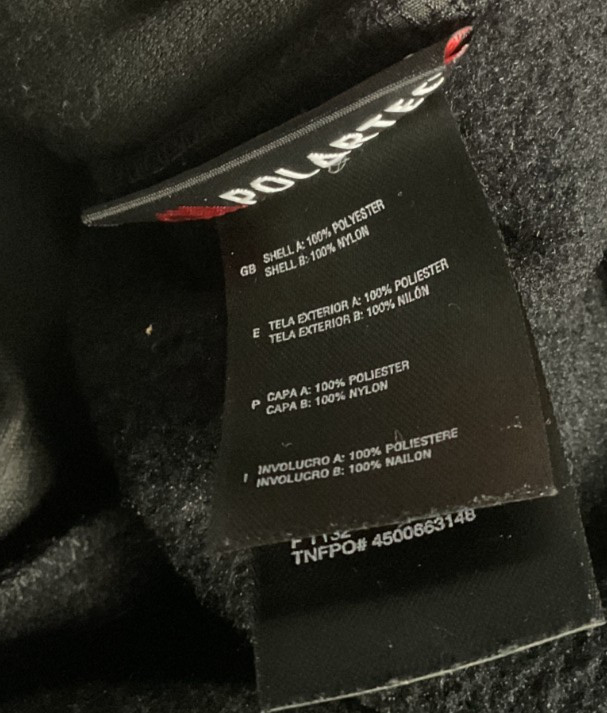 POLARTEC
GB SHELL A: 100% POLYESTER
SHELL B: 100% NYLON
E TELA EXTERIOR A: 100% POLIESTER
TELA EXTERIOR B: 100% NILÓN
P CAPA A: 100% POLIESTER
CAPA B: 100% NYLON
I INVOLUCRO A: 100% POLIESTERE
INVOLUCRO B: 100% NAILON
TNFPO# 4500663148